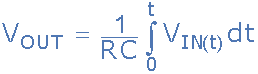 V_OUT = 1/RC ∫₀ᵗ V_IN(t) dt